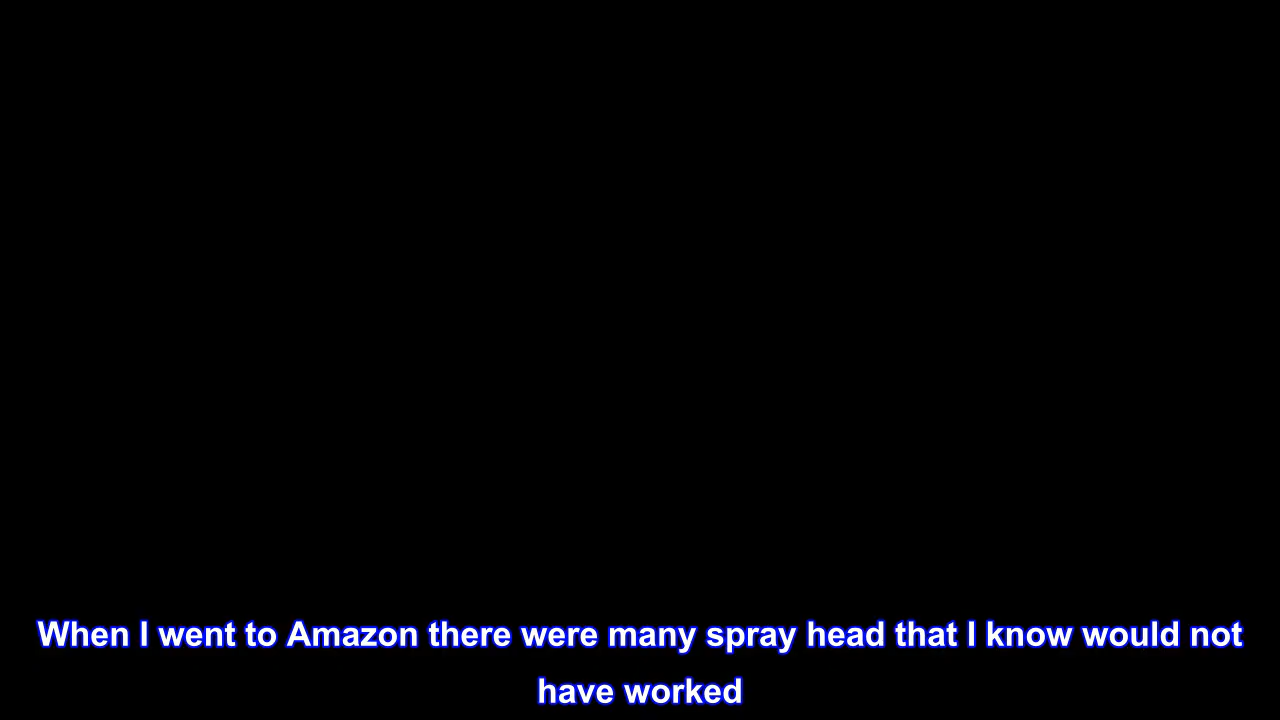 When I went to Amazon there were many spray head that I know would not
have worked